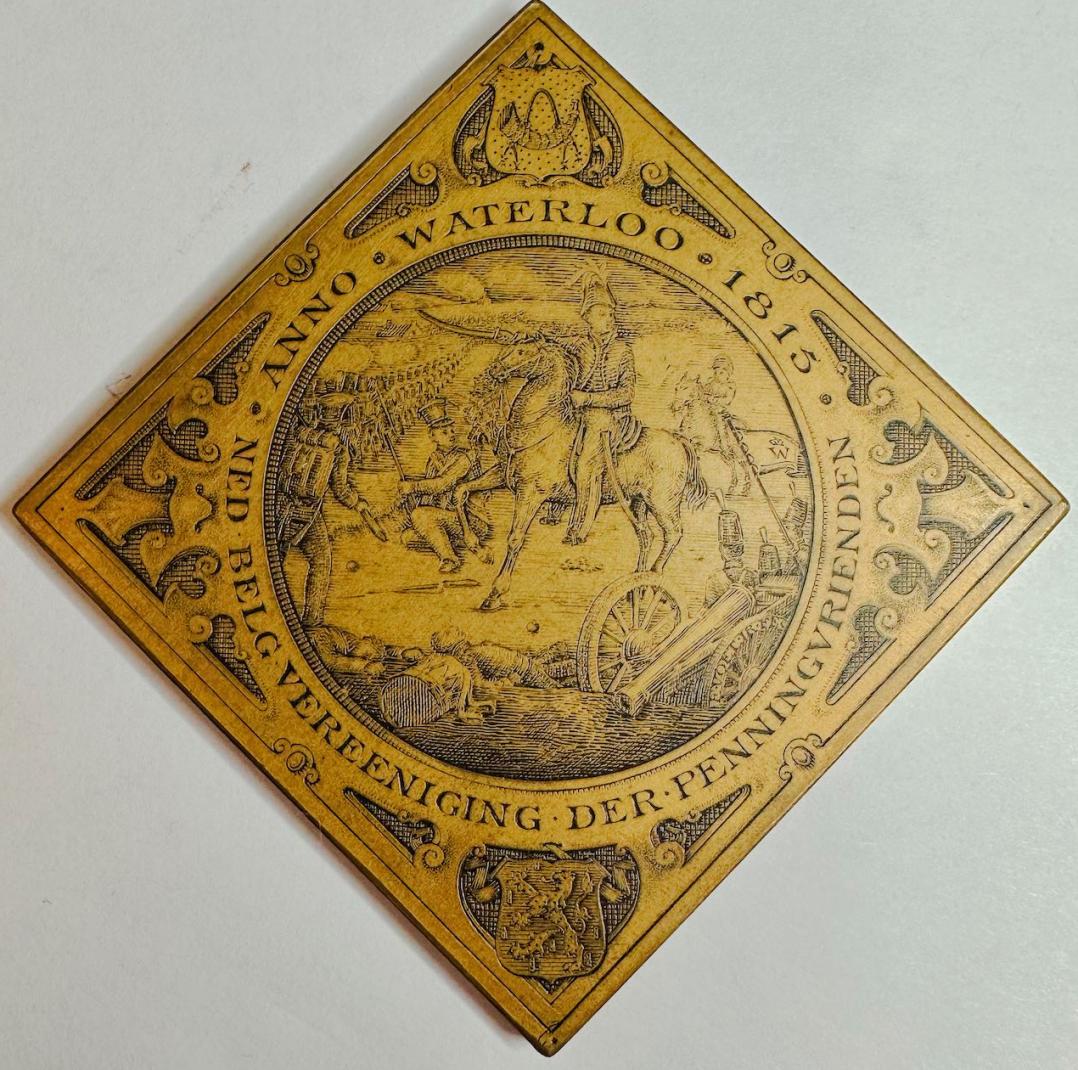 ANNO · WATERLOO · 1815 ·
NED BELG · VEREENIGING · DER · PENNINGVRIENDEN
W